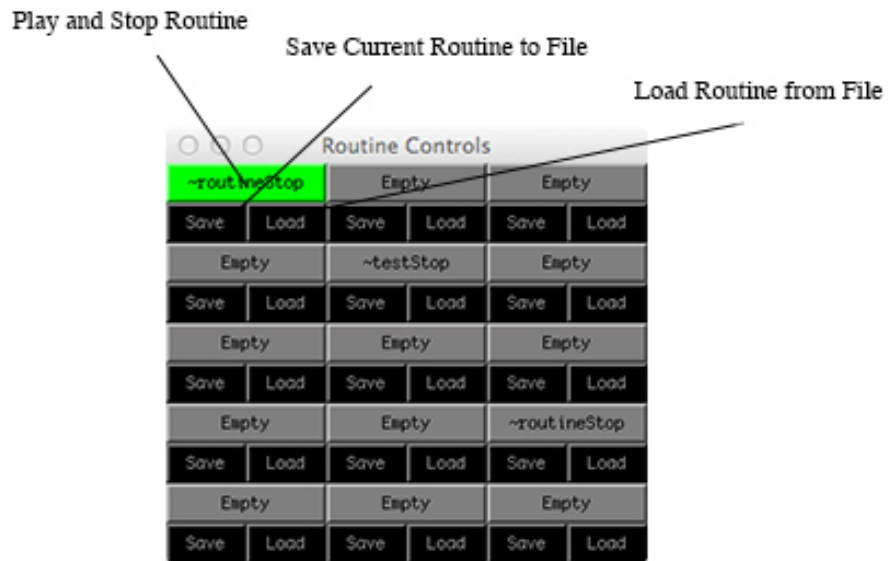 Play and Stop Routine
Save Current Routine to File
Load Routine from File
Routine Controls
~routineStop Empty Empty
Save Load Save Load Save Load
Empty ~testStop Empty
Save Load Save Load Save Load
Empty Empty Empty
Save Load Save Load Save Load
Empty Empty ~routineStop
Save Load Save Load Save Load
Empty Empty Empty
Save Load Save Load Save Load